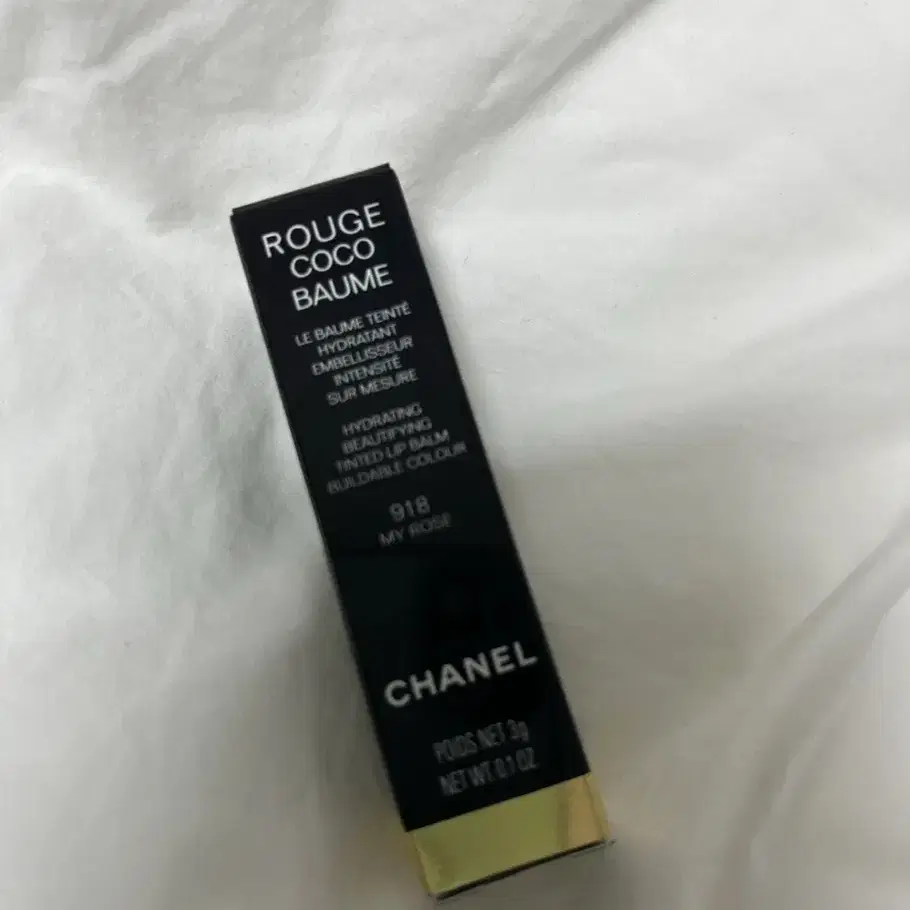 ROUGE
COCO
BAUME
LE BAUME TEINTÉ
HYDRATANT
EMBELLISSEUR
INTENSITÉ
SUR MESURE
HYDRATING
BEAUTIFYING
TINTED LIP BALM
BUILDABLE COLOUR
918
MY ROSE
CHANEL
POIDS NET 3g
NET WT. 0.1 OZ.